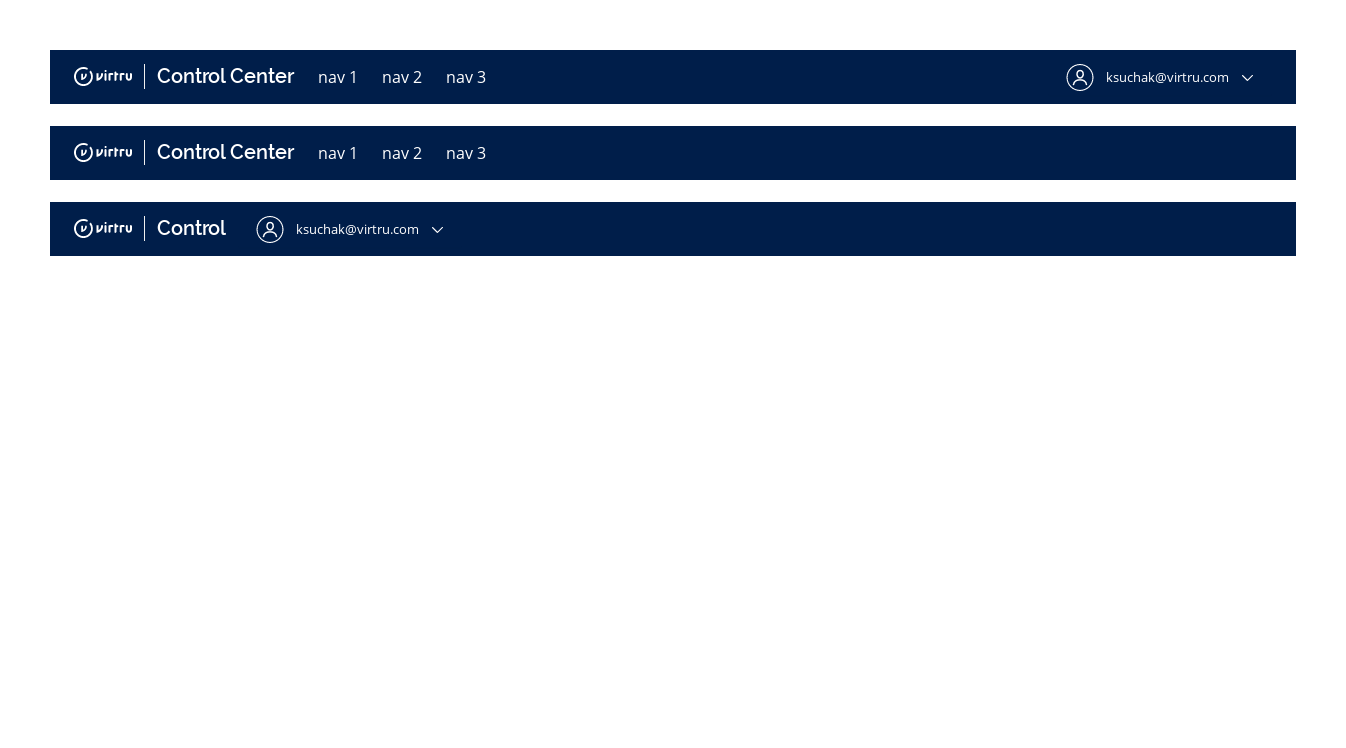 virtru Control Center nav 1 nav 2 nav 3 ksuchak@virtru.com
virtru Control Center nav 1 nav 2 nav 3
virtru Control ksuchak@virtru.com